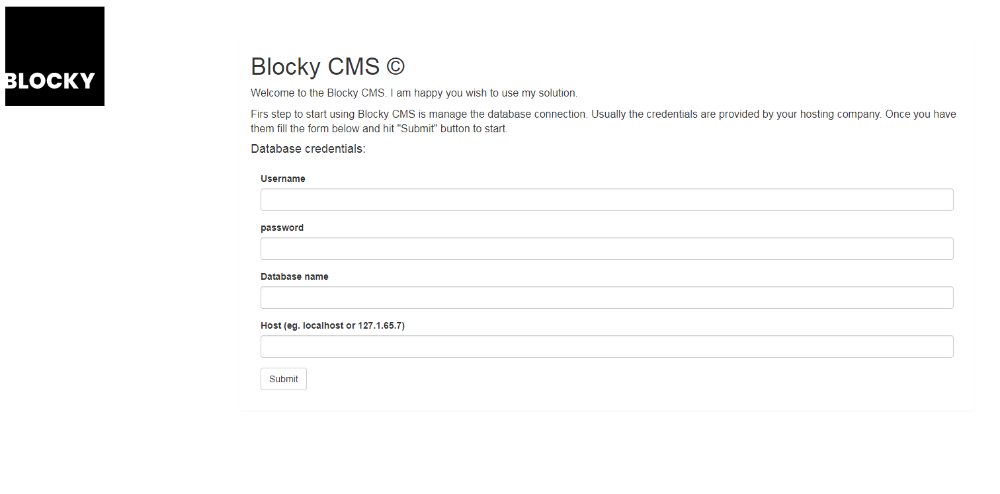 BLOCKY
Blocky CMS ©
Welcome to the Blocky CMS. I am happy you wish to use my solution.
Firs step to start using Blocky CMS is manage the database connection. Usually the credentials are provided by your hosting company. Once you have
them fill the form below and hit "Submit" button to start.
Database credentials:
Username
password
Database name
Host (eg. localhost or 127.1.65.7)
Submit